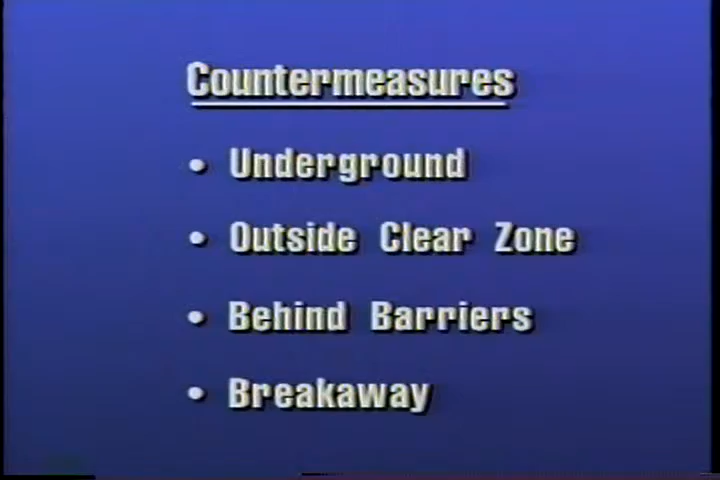 Countermeasures
• Underground
• Outside Clear Zone
• Behind Barriers
• Breakaway